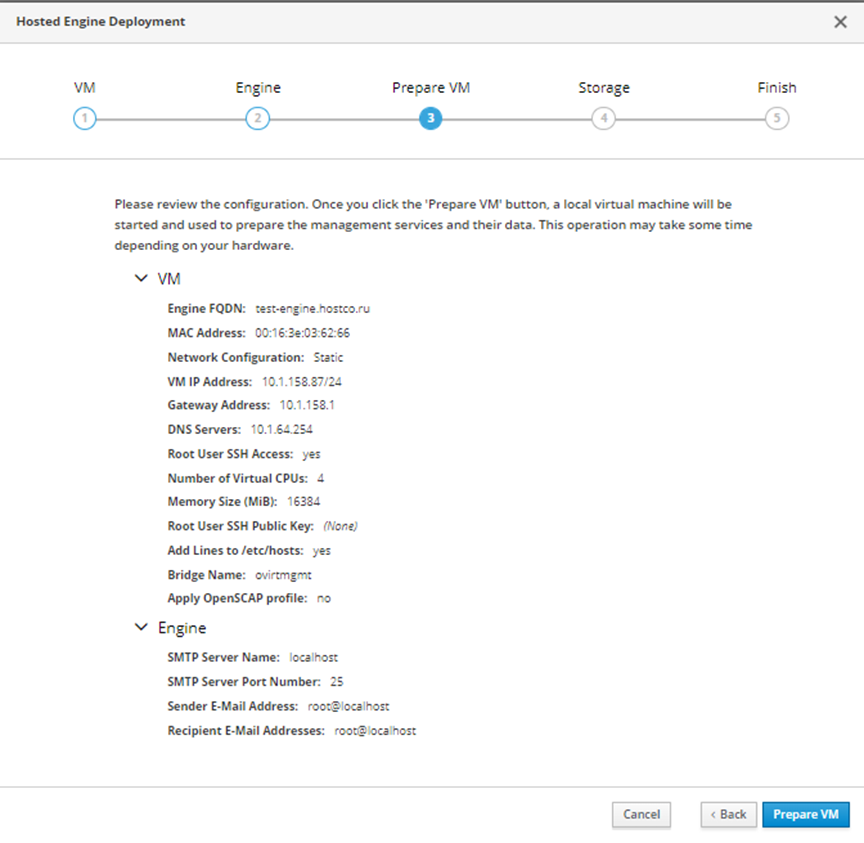 Hosted Engine Deployment
VM
Engine
Prepare VM
Storage
Finish
1
2
3
4
5
Please review the configuration. Once you click the 'Prepare VM' button, a local virtual machine will be
started and used to prepare the management services and their data. This operation may take some time
depending on your hardware.
VM
Engine FQDN: test-engine.hostco.ru
MAC Address: 00:16:3e:03:62:66
Network Configuration: Static
VM IP Address: 10.1.158.87/24
Gateway Address: 10.1.158.1
DNS Servers: 10.1.64.254
Root User SSH Access: yes
Number of Virtual CPUs: 4
Memory Size (MiB): 16384
Root User SSH Public Key: (None)
Add Lines to /etc/hosts: yes
Bridge Name: ovirtmgmt
Apply OpenSCAP profile: no
Engine
SMTP Server Name: localhost
SMTP Server Port Number: 25
Sender E-Mail Address: root@localhost
Recipient E-Mail Addresses: root@localhost
Cancel
‹ Back
Prepare VM